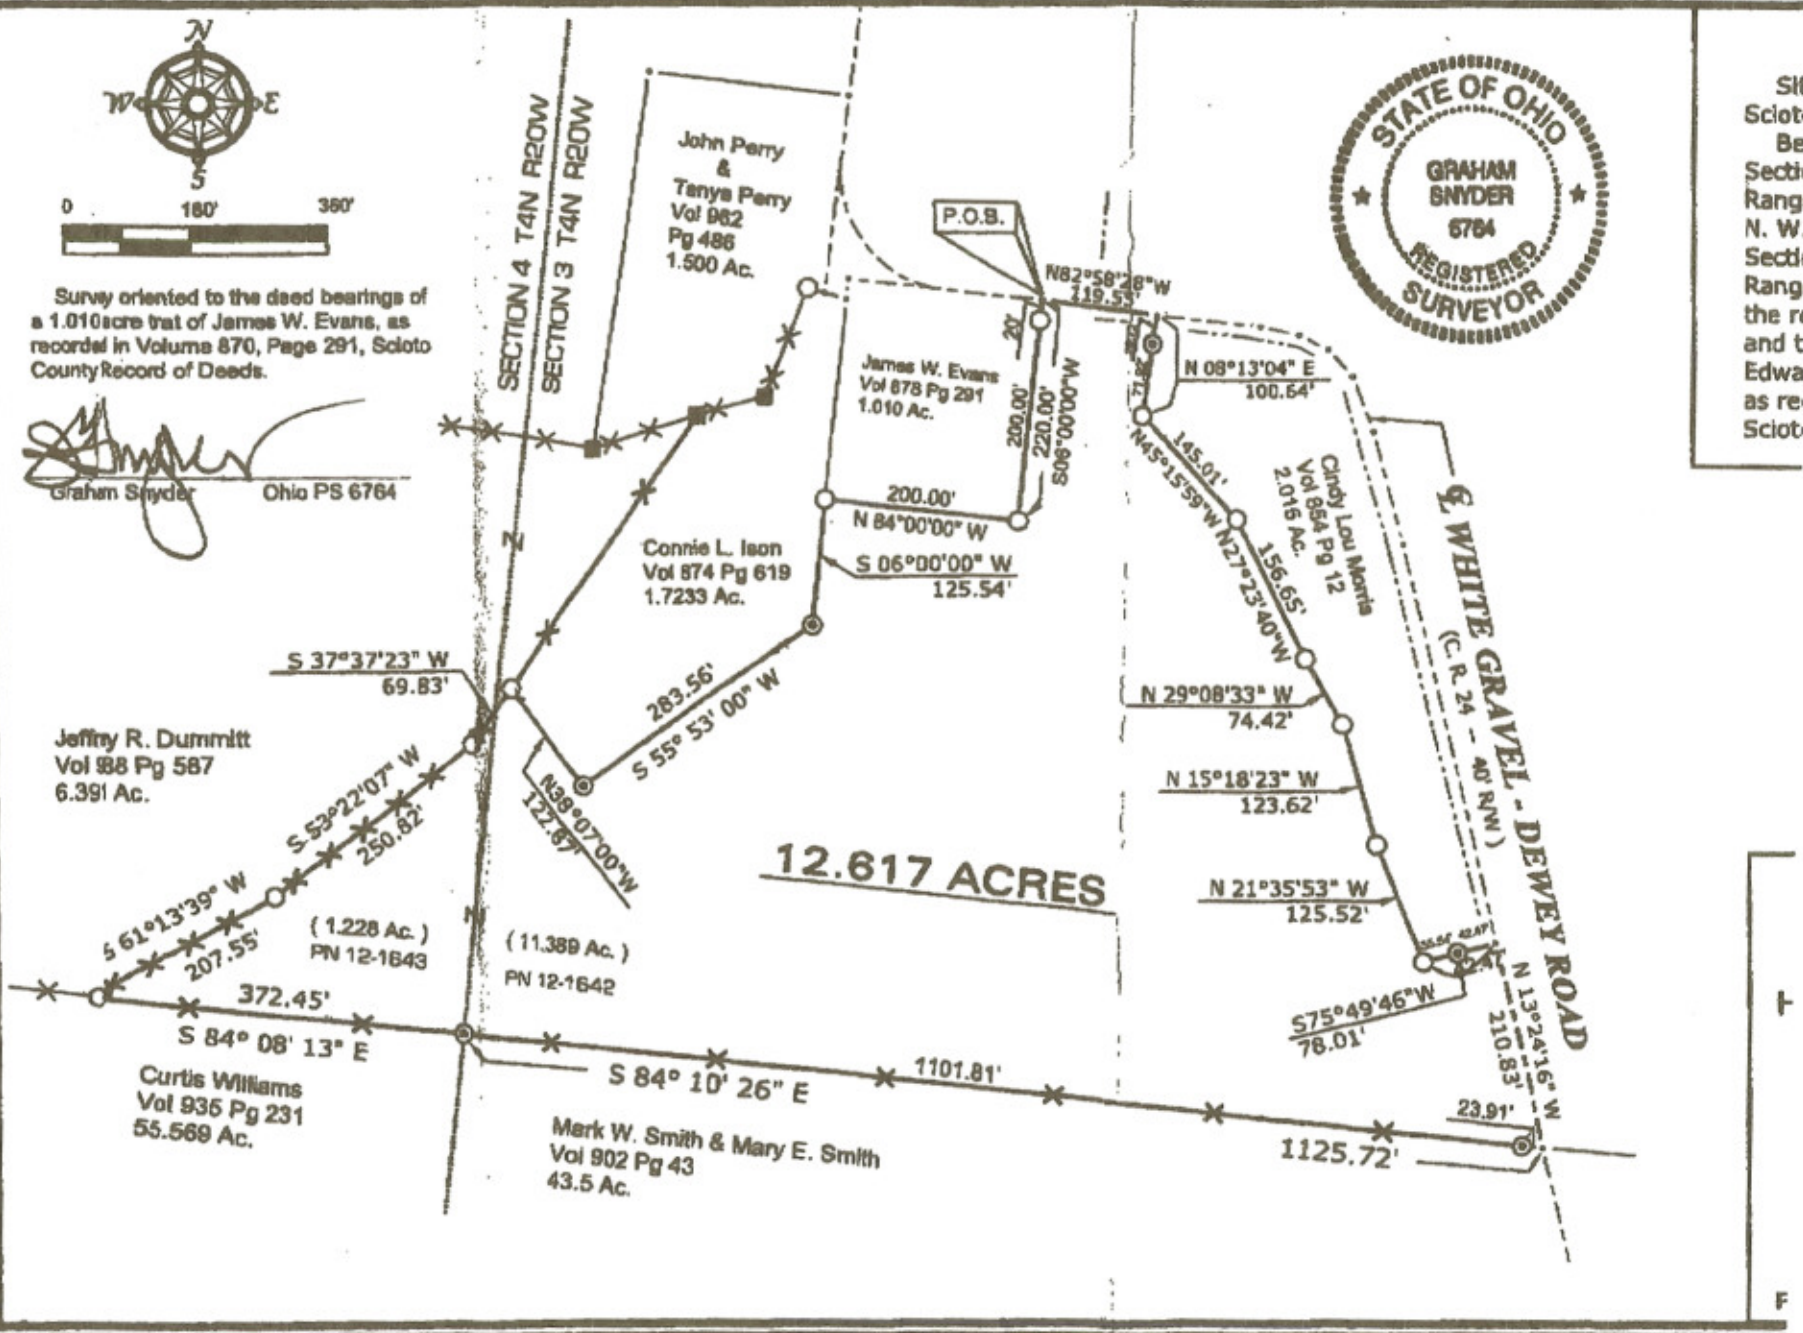 N
W E
S
0 180' 360'
Survey oriented to the deed bearings of
a 1.010 acre trat of James W. Evans, as
recorded in Volume 870, Page 291, Scioto
County Record of Deeds.
Graham Snyder Ohio PS 6764
SECTION 4 T4N R20W
SECTION 3 T4N R20W
John Perry
&
Tanya Perry
Vol 962
Pg 486
1.500 Ac.
P.O.B.
N82°58'28"W
STATE OF OHIO
GRAHAM
SNYDER
6764
REGISTERED
SURVEYOR
Sit
Sciot
Be
Secti
Rang
N. W.
Secti
Rang
the r
and t
Edwa
as re
Sciot
James W. Evans
Vol 878 Pg 291
1.010 Ac.
20'
200.00'
220.00'
S06°00'00"W
N 08°13'04" E
100.64'
200.00'
N 84°00'00" W
S 06°00'00" W
125.54'
145.01'
N45°15'59"W
Cindy Lou Morris
Vol 854 Pg 12
2.016 Ac.
156.65'
N27°23'40"W
Connie L. Ison
Vol 874 Pg 619
1.7233 Ac.
283.56'
S 55° 53' 00" W
S 37°37'23" W
69.83'
N38°07'00"W
122.87'
N 29°08'33" W
74.42'
N 15°18'23" W
123.62'
N 21°35'53" W
125.52'
℄ WHITE GRAVEL - DEWEY ROAD
(C. R. 24 - 40' R/W )
Jeffrey R. Dummitt
Vol 988 Pg 587
6.391 Ac.
S 53°22'07" W
250.82'
S 61°13'39" W
207.55'
12.617 ACRES
( 1.228 Ac. )
PN 12-1643
( 11.389 Ac. )
PN 12-1642
S75°49'46"W
78.01'
N 13°24'16" W
210.83'
372.45'
S 84° 08' 13" E
1101.81'
S 84° 10' 26" E
23.91'
1125.72'
Curtis Williams
Vol 935 Pg 231
55.569 Ac.
Mark W. Smith & Mary E. Smith
Vol 902 Pg 43
43.5 Ac.
F